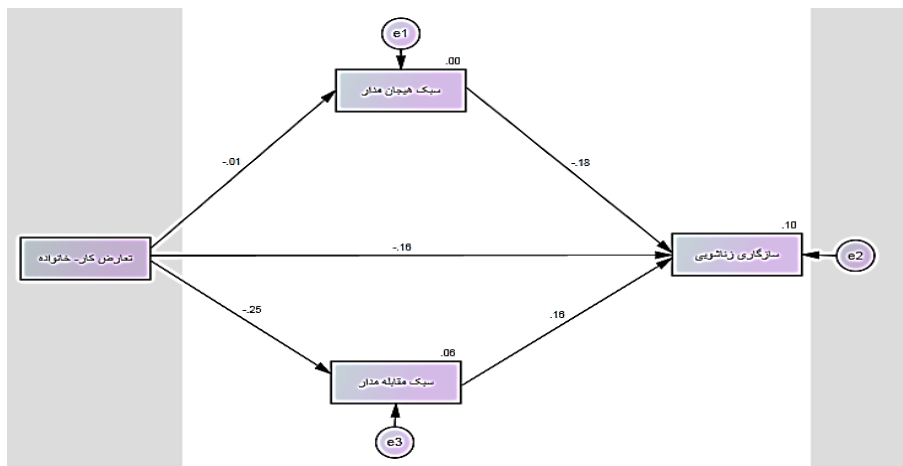 e1
.00
سبک هیجان مدار
-.01
-.18
.10
تعارض کار- خانواده
-.16
سازگاری زناشویی
e2
-.25
.16
.06
سبک مقابله مدار
e3